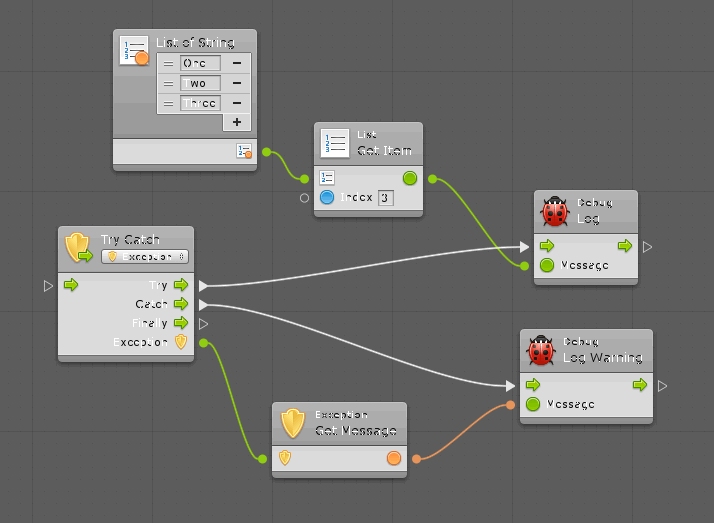 List of String
One
Two
Three
List
Get Item
Index 3
Debug
Log
Message
Try Catch
Exception
Try
Catch
Finally
Exception
Debug
Log Warning
Message
Exception
Get Message